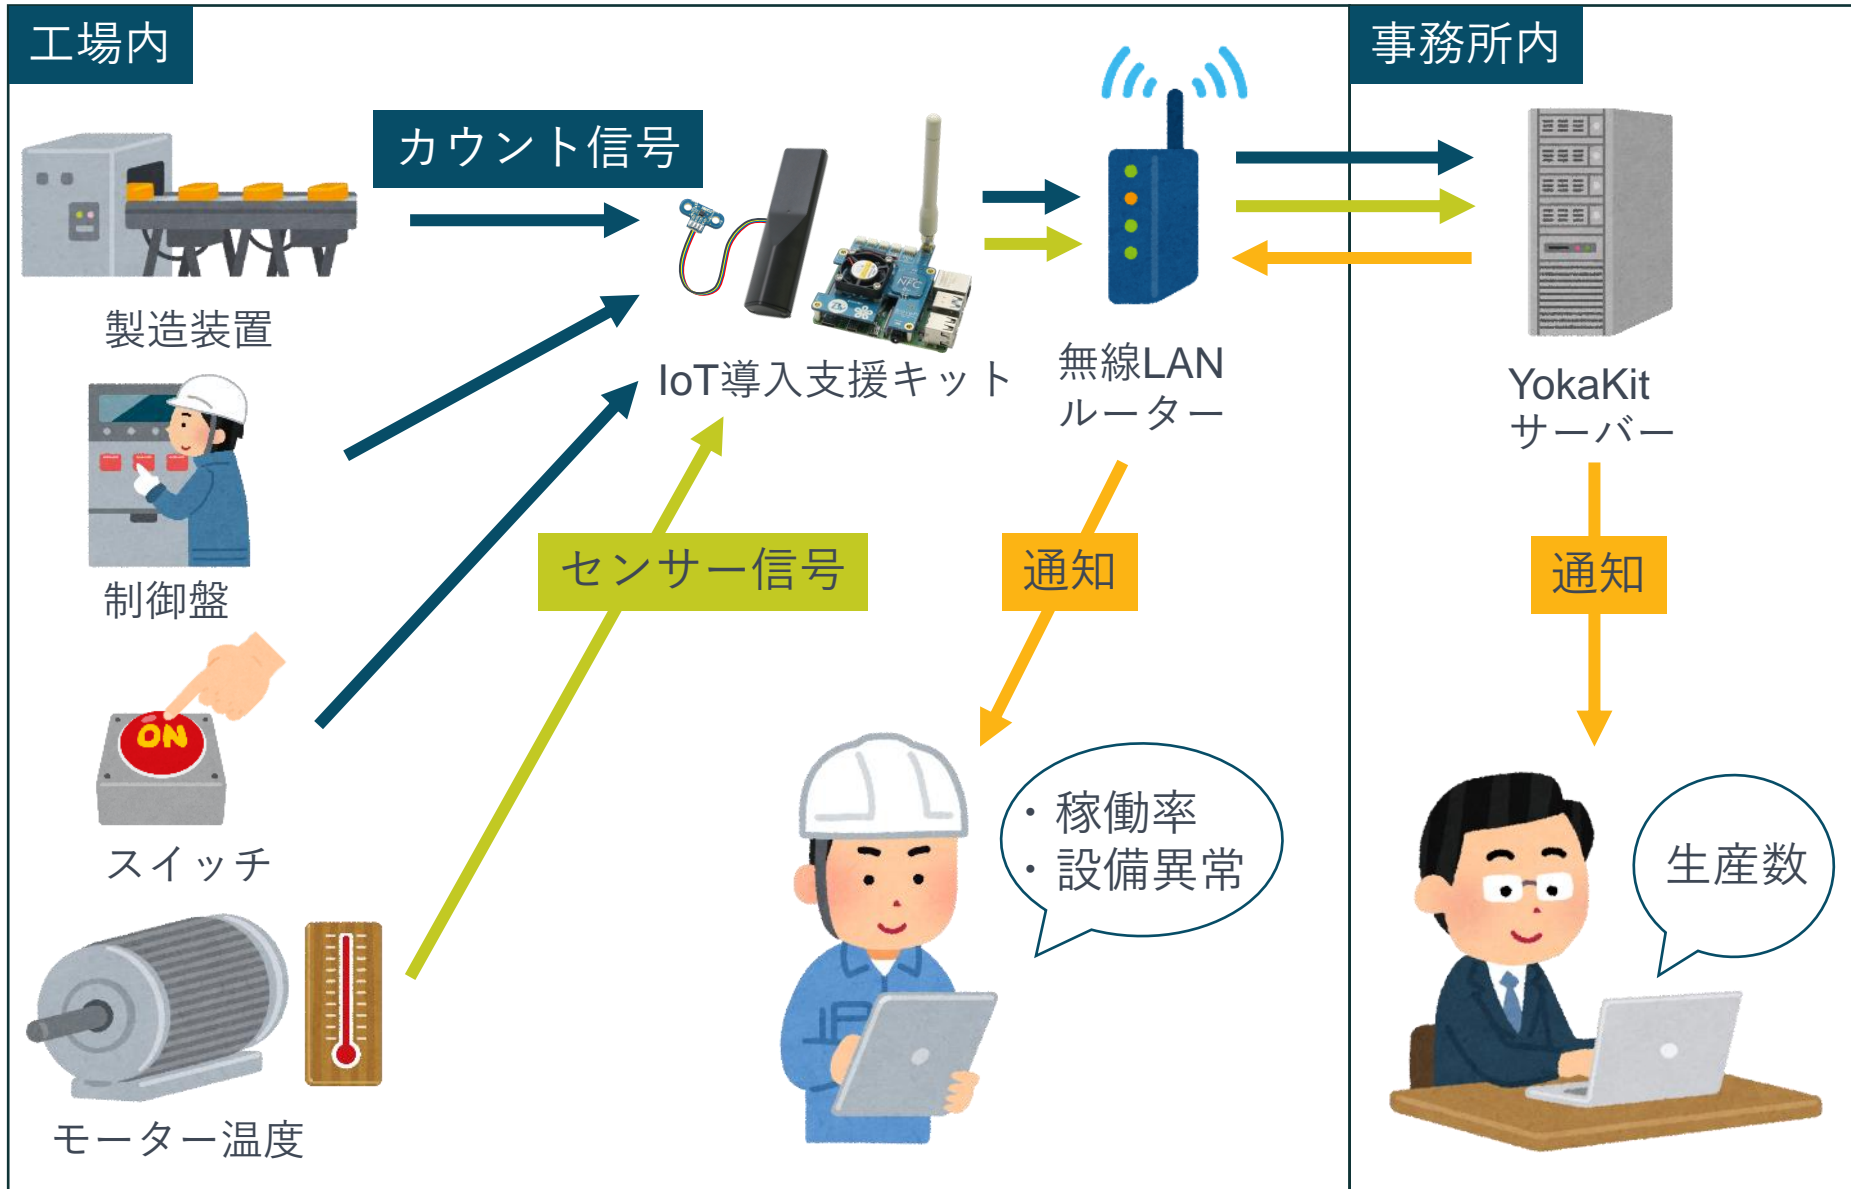 工場内
事務所内
カウント信号
製造装置
IoT導入支援キット
無線LAN
ルーター
YokaKit
サーバー
制御盤
センサー信号
通知
通知
ON
スイッチ
・稼働率
・設備異常
生産数
モーター温度
NFC